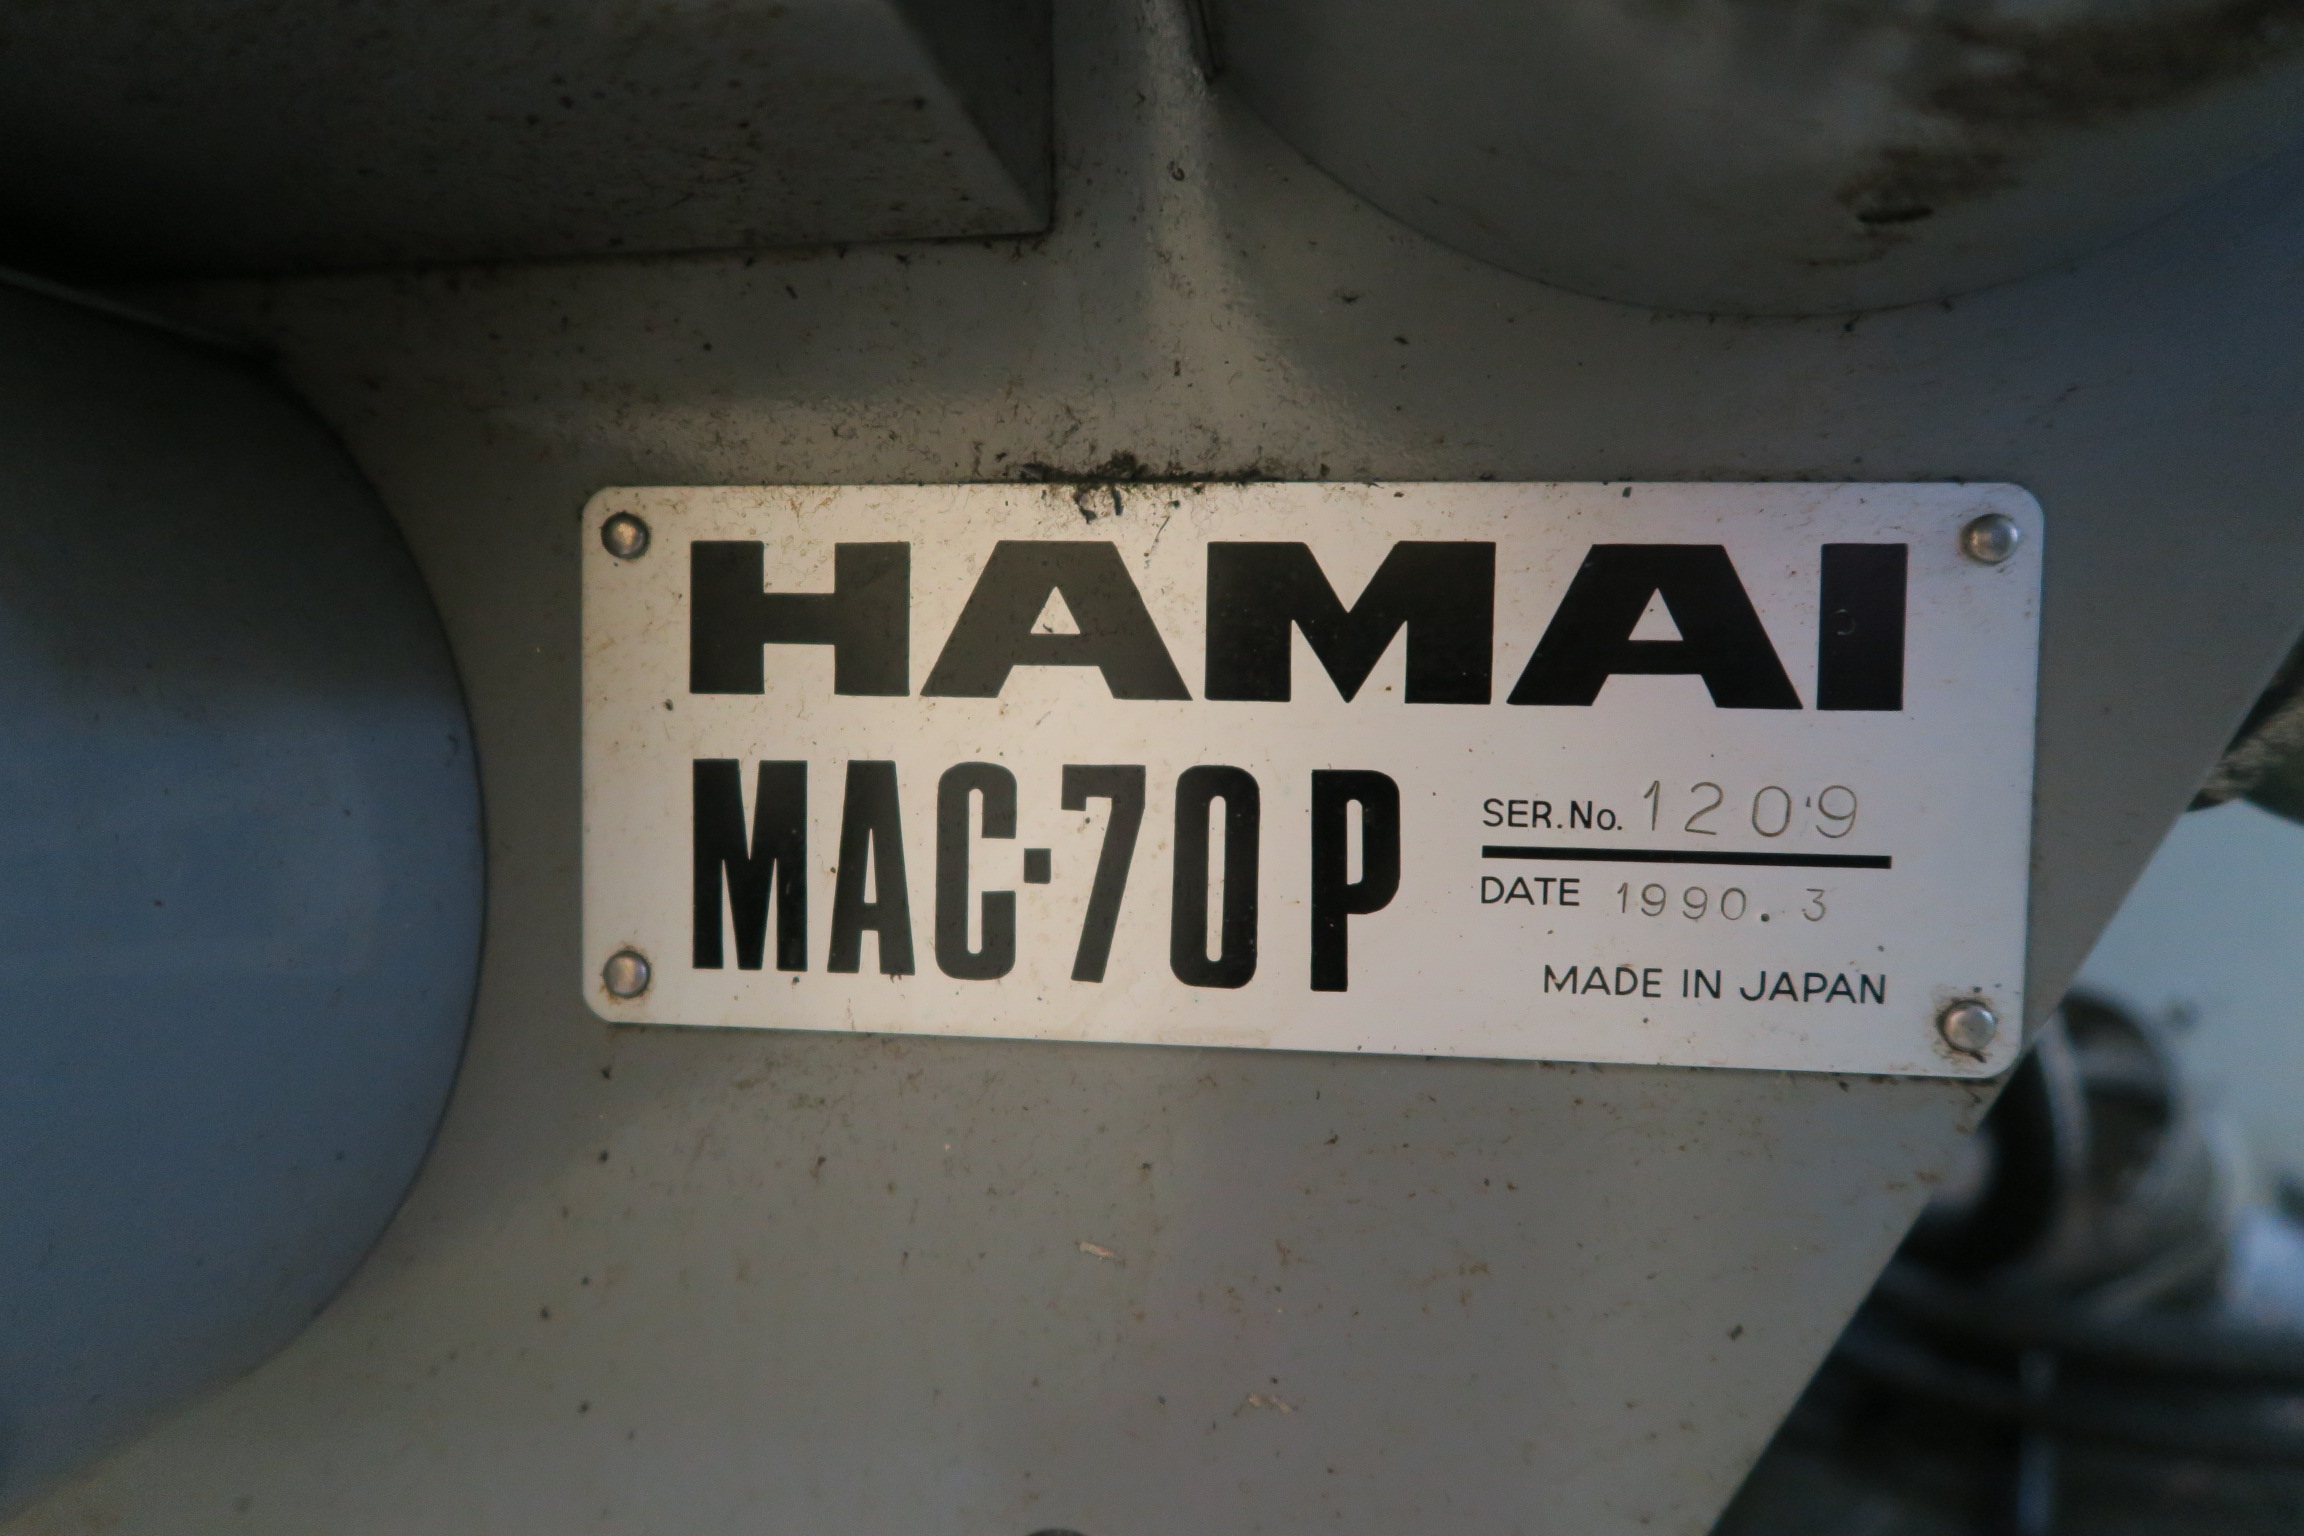 HAMAI
MAC-70P
SER.No. 1209
DATE 1990.3
MADE IN JAPAN